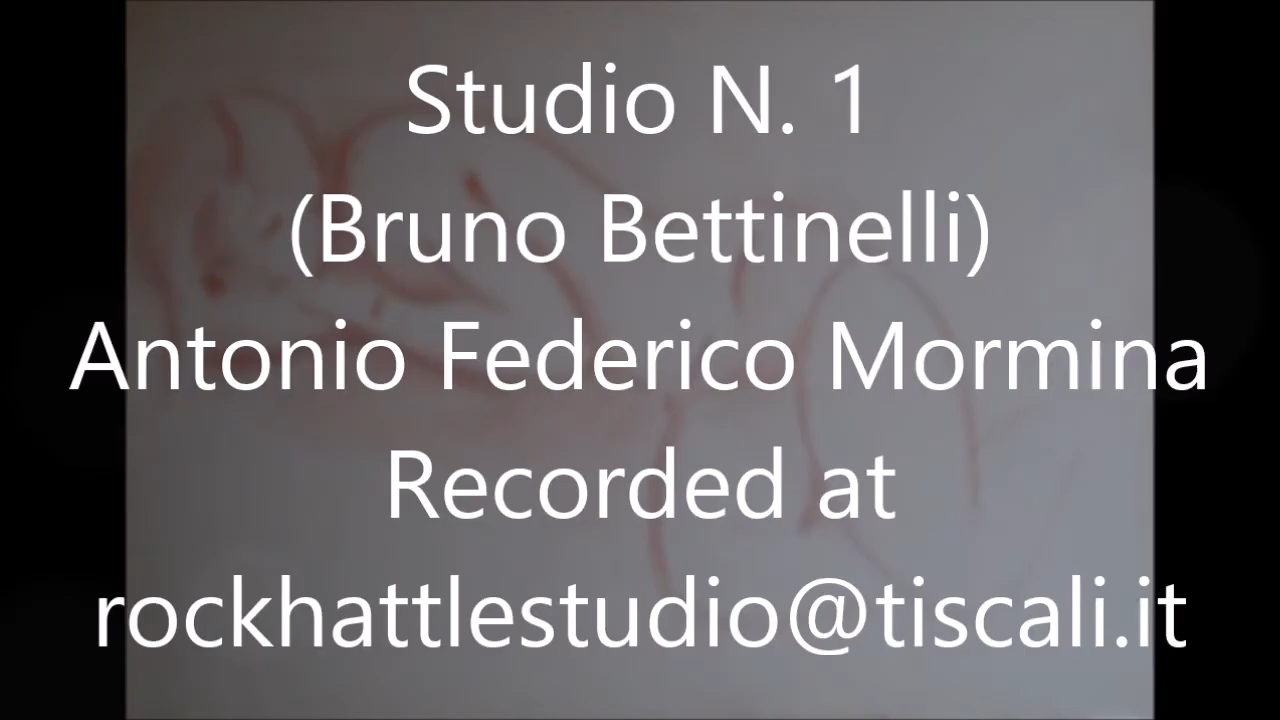 Studio N. 1
(Bruno Bettinelli)
Antonio Federico Mormina
Recorded at
rockhattlestudio@tiscali.it